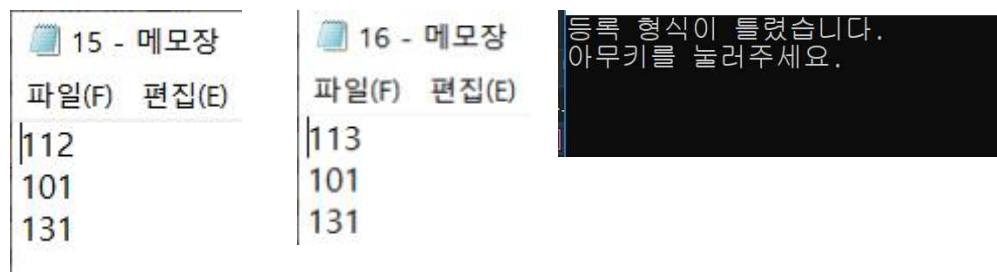 15 - 메모장
파일(F) 편집(E)
112
101
131
16 - 메모장
파일(F) 편집(E)
113
101
131
등록 형식이 틀렸습니다.
아무키를 눌러주세요.